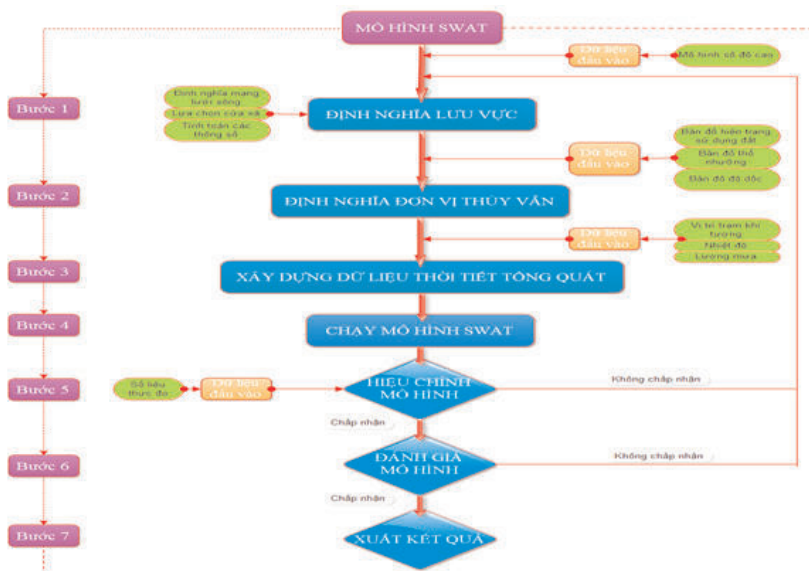 MÔ HÌNH SWAT
Dữ liệu
đầu vào
Mô hình số độ cao
Bước 1
Định nghĩa mạng
lưới sông
Lựa chọn cửa xả
Tính toán các
thông số
ĐỊNH NGHĨA LƯU VỰC
Dữ liệu
đầu vào
Bản đồ hiện trạng
sử dụng đất
Bản đồ thổ
nhưỡng
Bản đồ độ dốc
Bước 2
ĐỊNH NGHĨA ĐƠN VỊ THỦY VĂN
Dữ liệu
đầu vào
Vị trí trạm khí
tượng
Nhiệt độ
Lượng mưa
Bước 3
XÂY DỰNG DỮ LIỆU THỜI TIẾT TỔNG QUÁT
Bước 4
CHẠY MÔ HÌNH SWAT
Bước 5
Số liệu
thực đo
Dữ liệu
đầu vào
HIỆU CHỈNH
MÔ HÌNH
Không chấp nhận
Chấp nhận
Bước 6
ĐÁNH GIÁ
MÔ HÌNH
Không chấp nhận
Chấp nhận
Bước 7
XUẤT KẾT QUẢ